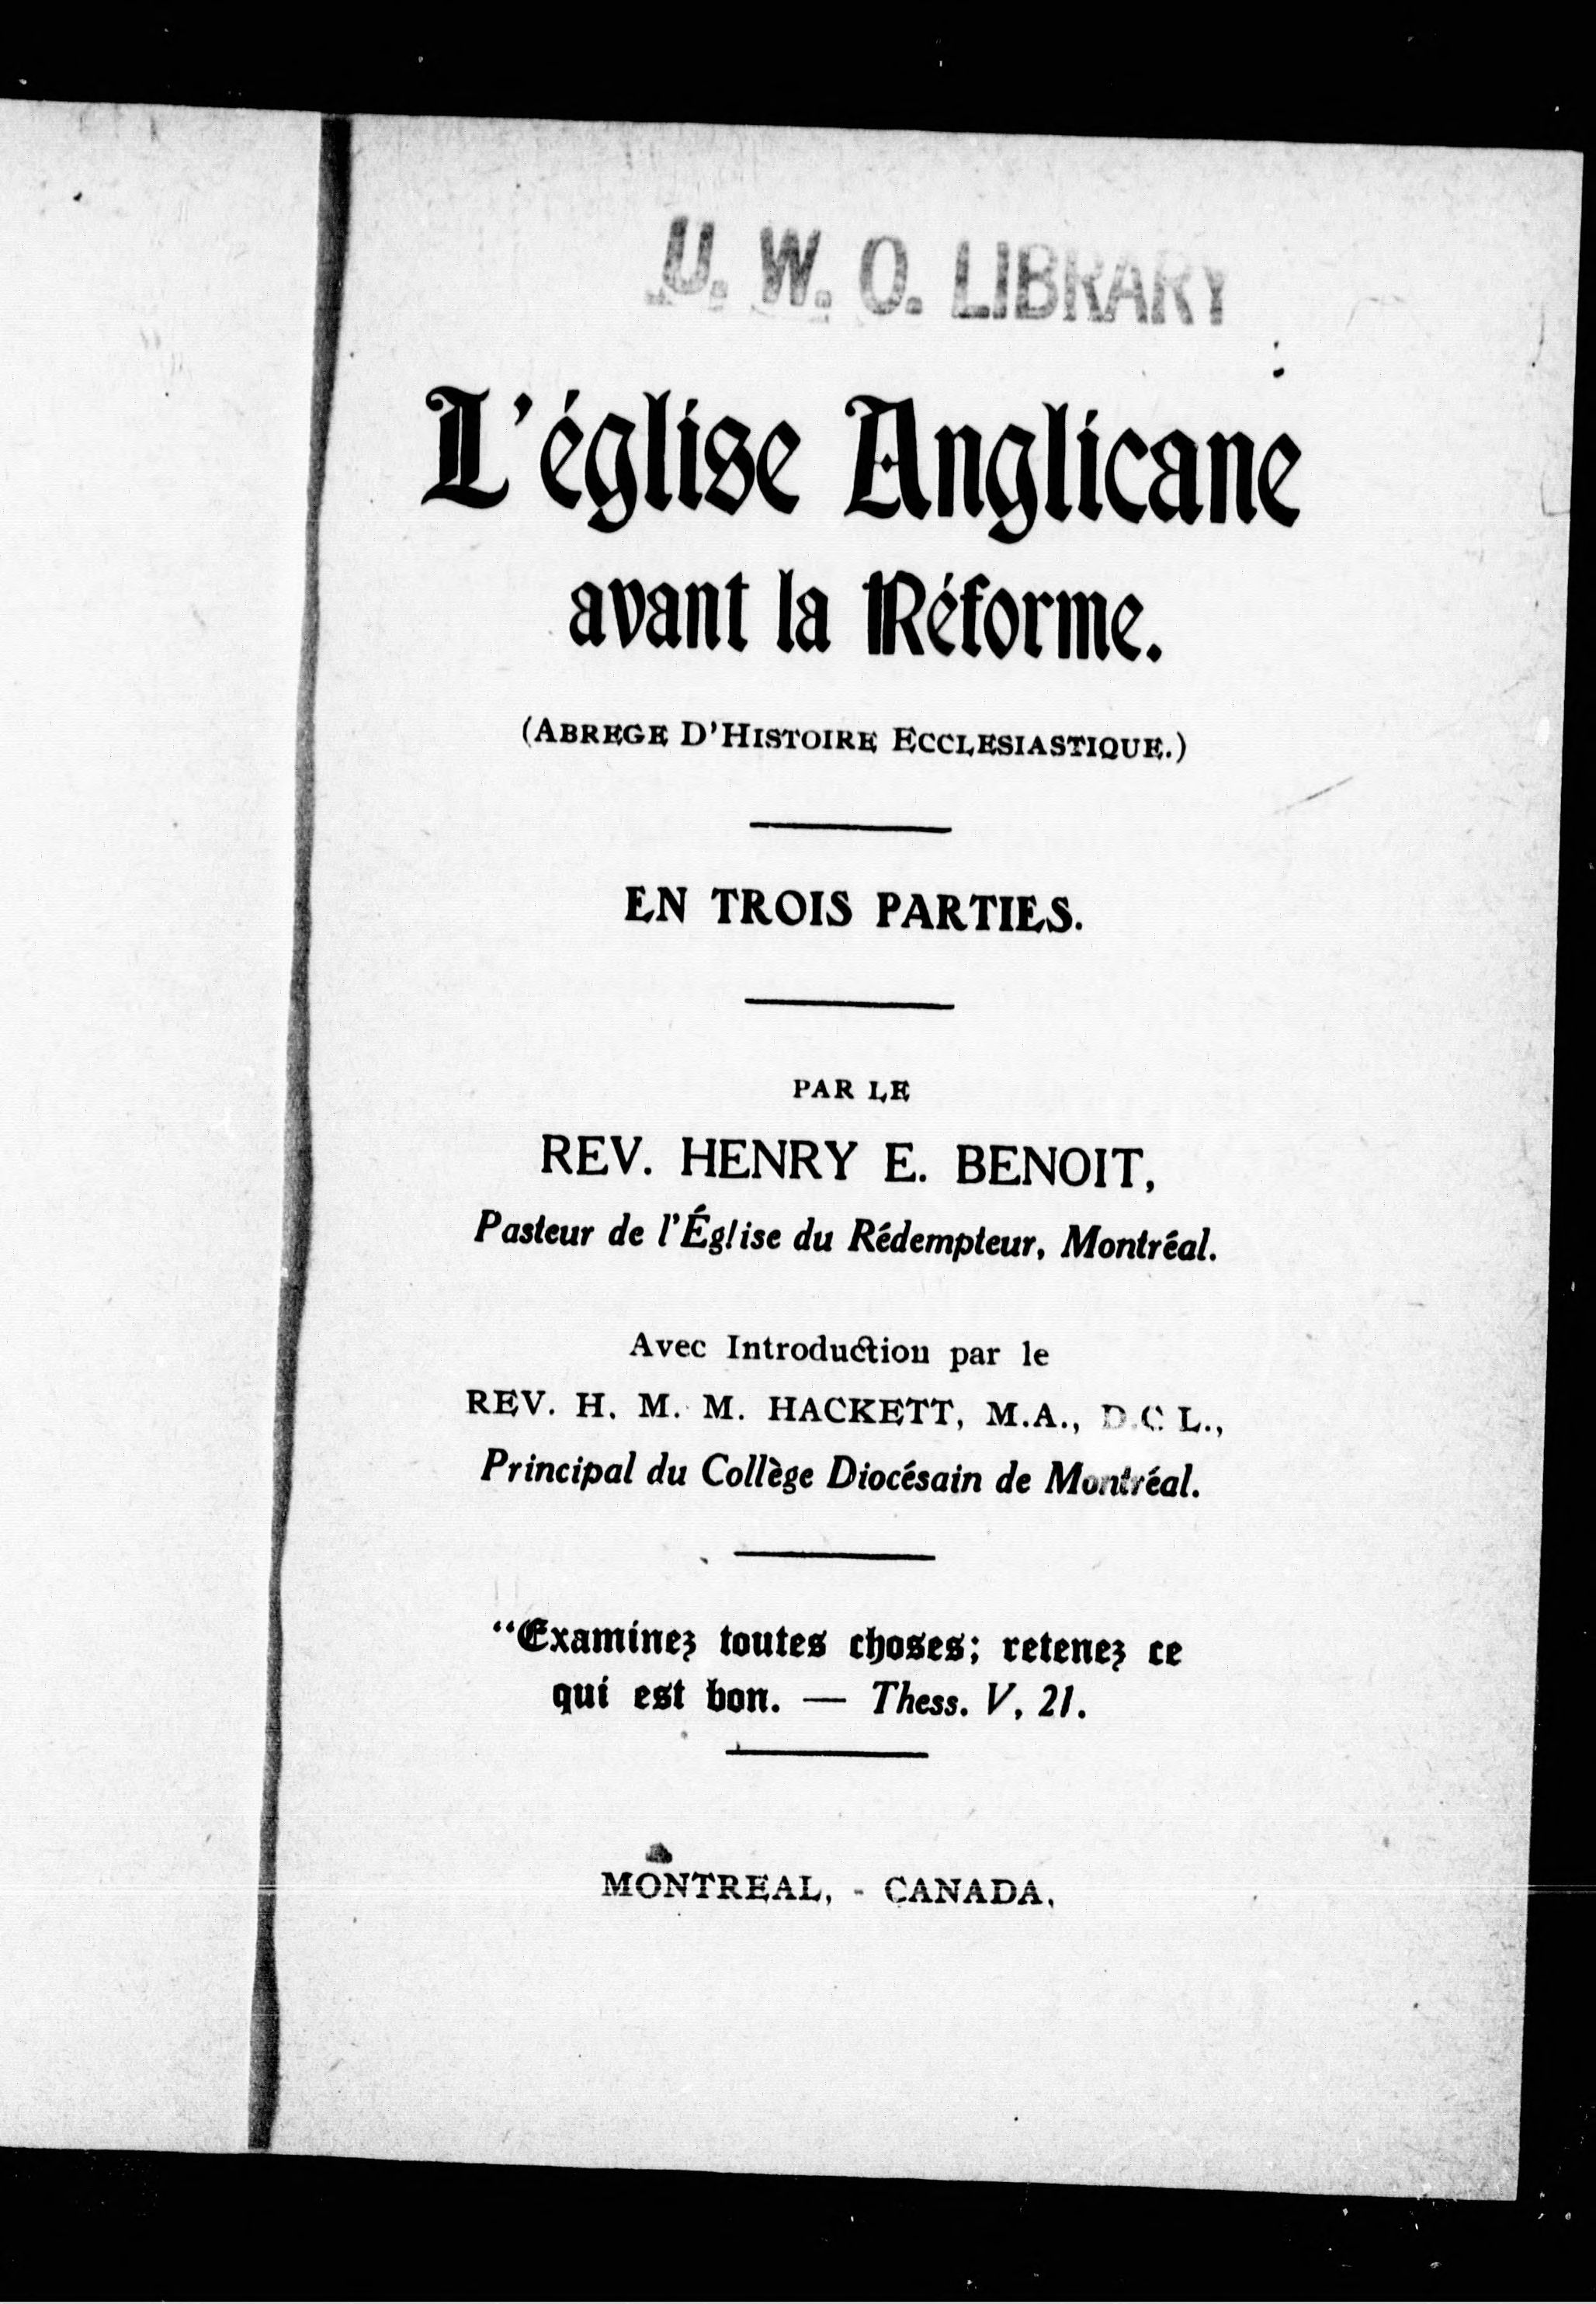 U. W. O. LIBRARY
L'église Anglicane
avant la Réforme.
(ABREGE D'HISTOIRE ECCLESIASTIQUE.)
EN TROIS PARTIES.
PAR LE
REV. HENRY E. BENOIT,
Pasteur de l'Église du Rédempteur, Montréal.
Avec Introduction par le
REV. H. M. M. HACKETT, M.A., D.C L.,
Principal du Collège Diocésain de Montréal.
“Examinez toutes choses; retenez ce
qui est bon. — Thess. V, 21.
MONTREAL, - CANADA,